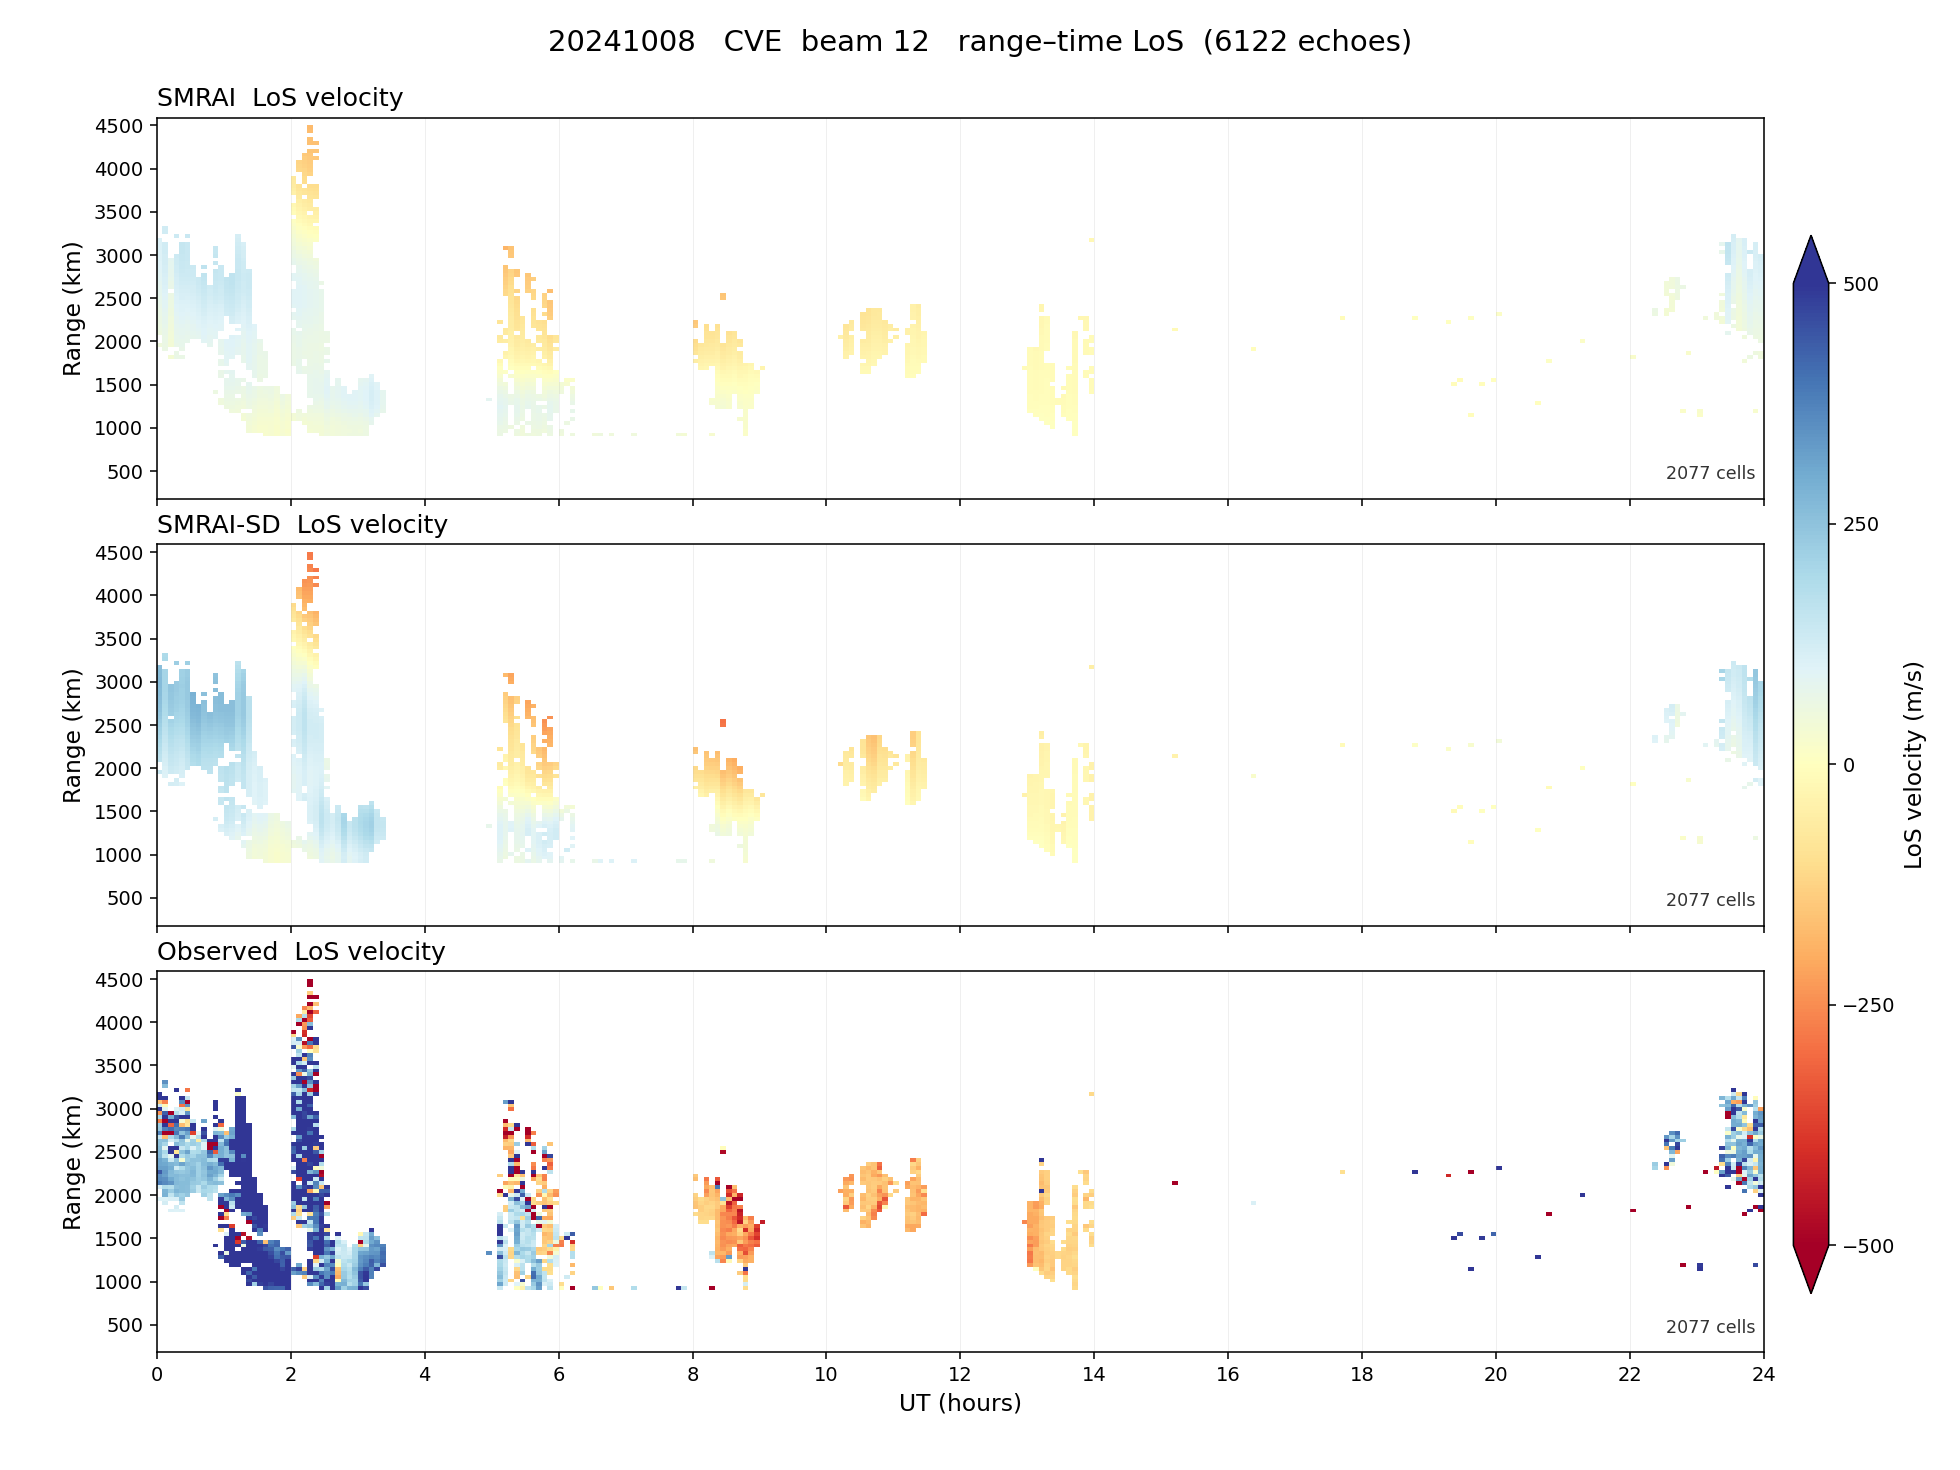 20241008   CVE  beam 12   range–time LoS  (6122 echoes)
SMRAI  LoS velocity
4500
4000
3500
3000
2500
2000
1500
1000
500
Range (km)
2077 cells
SMRAI-SD  LoS velocity
4500
4000
3500
3000
2500
2000
1500
1000
500
Range (km)
2077 cells
Observed  LoS velocity
4500
4000
3500
3000
2500
2000
1500
1000
500
Range (km)
2077 cells
0 2 4 6 8 10 12 14 16 18 20 22 24
UT (hours)
500
250
0
−250
−500
LoS velocity (m/s)